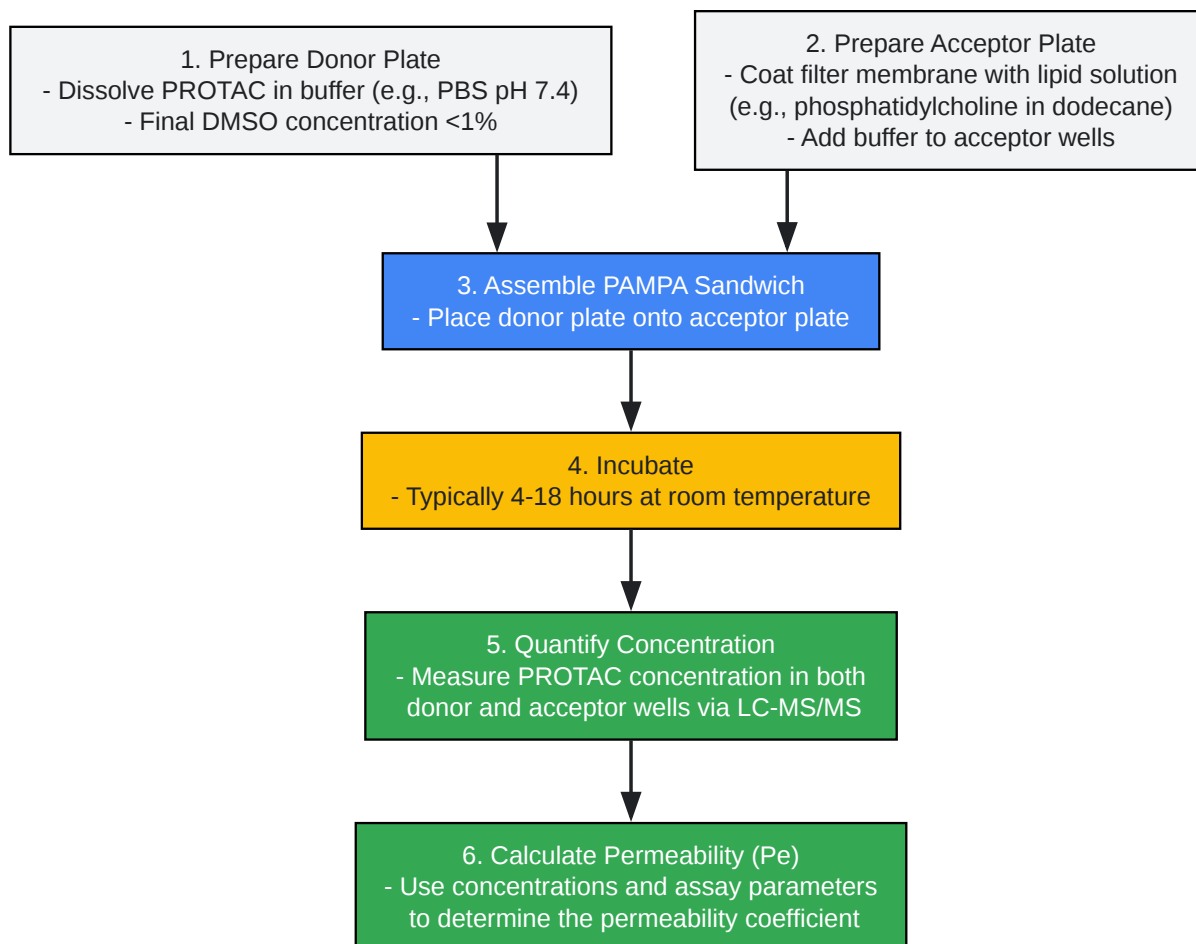 1. Prepare Donor Plate
- Dissolve PROTAC in buffer (e.g., PBS pH 7.4)
- Final DMSO concentration <1%
2. Prepare Acceptor Plate
- Coat filter membrane with lipid solution
(e.g., phosphatidylcholine in dodecane)
- Add buffer to acceptor wells
3. Assemble PAMPA Sandwich
- Place donor plate onto acceptor plate
4. Incubate
- Typically 4-18 hours at room temperature
5. Quantify Concentration
- Measure PROTAC concentration in both
donor and acceptor wells via LC-MS/MS
6. Calculate Permeability (Pe)
- Use concentrations and assay parameters
to determine the permeability coefficient